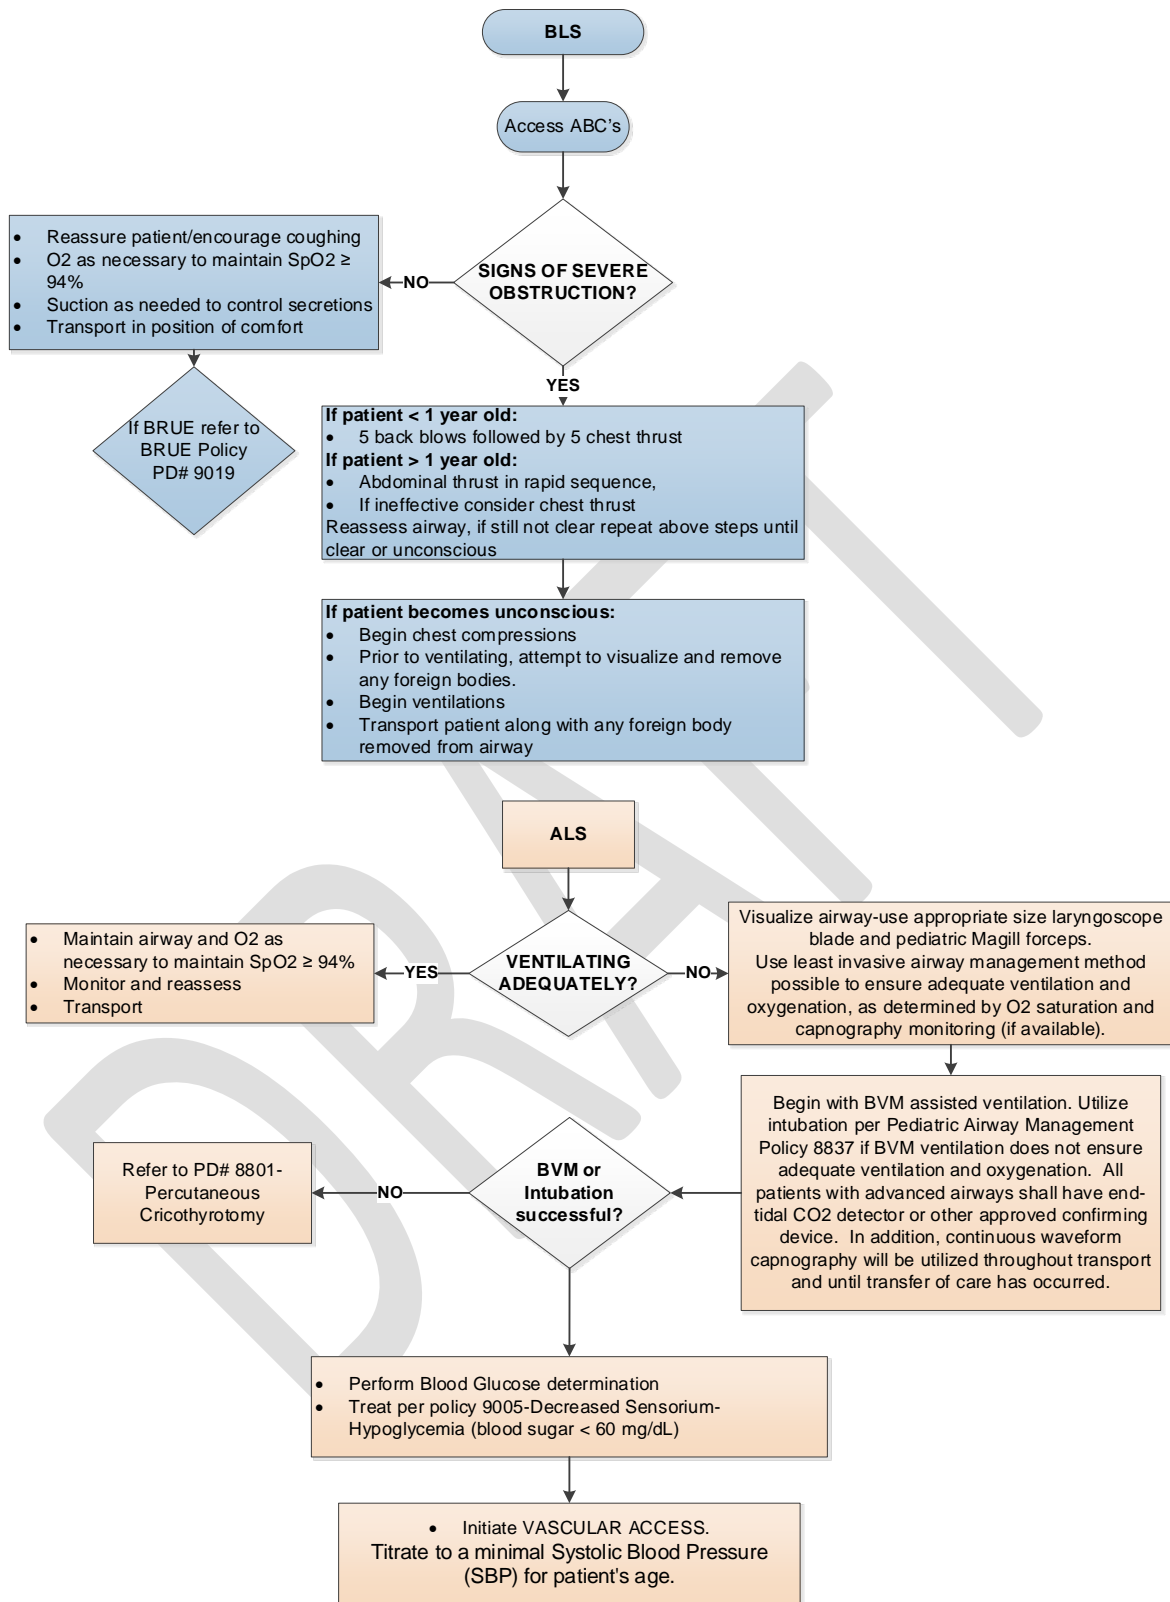 BLS
Access ABC's
SIGNS OF SEVERE
OBSTRUCTION?
NO
• Reassure patient/encourage coughing
• O2 as necessary to maintain SpO2 ≥
94%
• Suction as needed to control secretions
• Transport in position of comfort
If BRUE refer to
BRUE Policy
PD# 9019
YES
If patient < 1 year old:
• 5 back blows followed by 5 chest thrust
If patient > 1 year old:
• Abdominal thrust in rapid sequence,
• If ineffective consider chest thrust
Reassess airway, if still not clear repeat above steps until
clear or unconscious
If patient becomes unconscious:
• Begin chest compressions
• Prior to ventilating, attempt to visualize and remove
any foreign bodies.
• Begin ventilations
• Transport patient along with any foreign body
removed from airway
DRAFT
ALS
VENTILATING
ADEQUATELY?
YES
• Maintain airway and O2 as
necessary to maintain SpO2 ≥ 94%
• Monitor and reassess
• Transport
NO
Visualize airway-use appropriate size laryngoscope
blade and pediatric Magill forceps.
Use least invasive airway management method
possible to ensure adequate ventilation and
oxygenation, as determined by O2 saturation and
capnography monitoring (if available).
Begin with BVM assisted ventilation. Utilize
intubation per Pediatric Airway Management
Policy 8837 if BVM ventilation does not ensure
adequate ventilation and oxygenation. All
patients with advanced airways shall have end-
tidal CO2 detector or other approved confirming
device. In addition, continuous waveform
capnography will be utilized throughout transport
and until transfer of care has occurred.
BVM or
Intubation
successful?
NO
Refer to PD# 8801-
Percutaneous
Cricothyrotomy
• Perform Blood Glucose determination
• Treat per policy 9005-Decreased Sensorium-
Hypoglycemia (blood sugar < 60 mg/dL)
• Initiate VASCULAR ACCESS.
Titrate to a minimal Systolic Blood Pressure
(SBP) for patient's age.